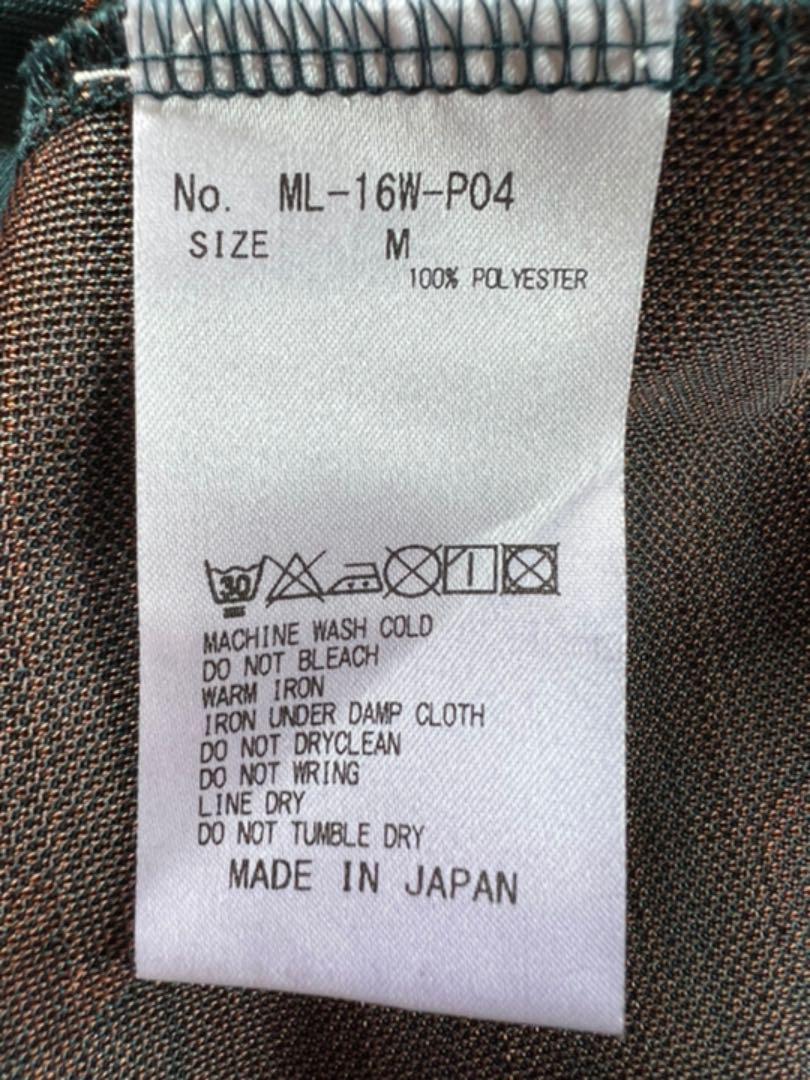 No. ML-16W-P04
SIZE M
100% POLYESTER
30
MACHINE WASH COLD
DO NOT BLEACH
WARM IRON
IRON UNDER DAMP CLOTH
DO NOT DRYCLEAN
DO NOT WRING
LINE DRY
DO NOT TUMBLE DRY
MADE IN JAPAN